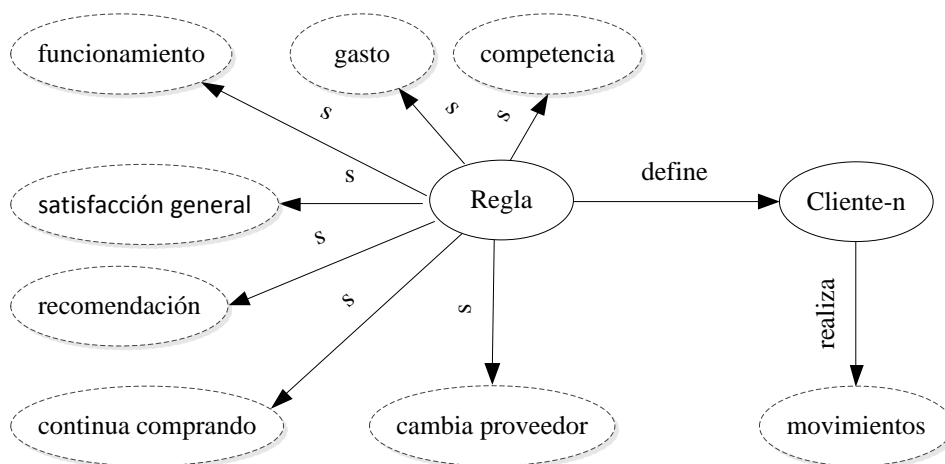 funcionamiento
gasto
competencia
s
s
s
s
satisfacción general
Regla
define
Cliente-n
s
recomendación
s
s
realiza
continua comprando
cambia proveedor
movimientos